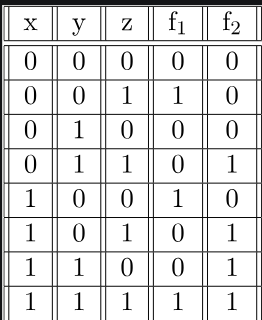 x y z f₁ f₂
0 0 0 0 0
0 0 1 1 0
0 1 0 0 0
0 1 1 0 1
1 0 0 1 0
1 0 1 0 1
1 1 0 0 1
1 1 1 1 1